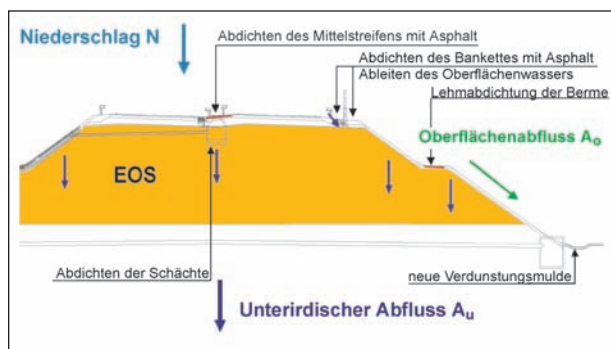 Niederschlag N
Abdichten des Mittelstreifens mit Asphalt
Abdichten des Bankettes mit Asphalt
Ableiten des Oberflächenwassers
Lehmabdichtung der Berme
Oberflächenabfluss Ao
EOS
Abdichten der Schächte
neue Verdunstungsmulde
Unterirdischer Abfluss Au